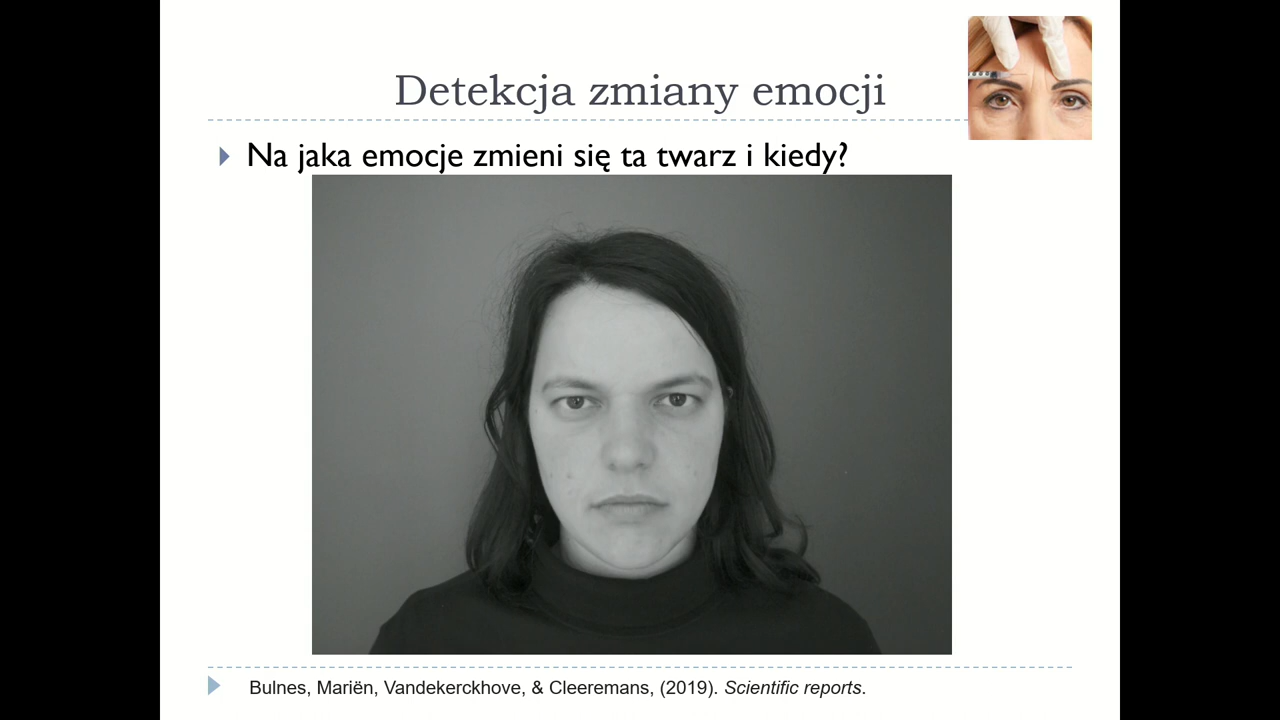 Detekcja zmiany emocji
Na jaka emocje zmieni się ta twarz i kiedy?
Bulnes, Mariën, Vandekerckhove, & Cleeremans, (2019). Scientific reports.